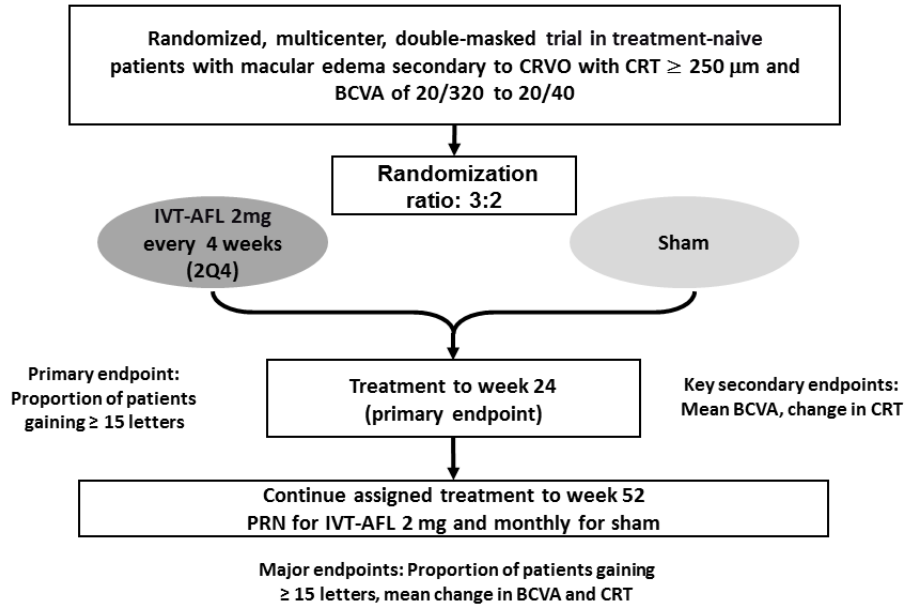 Randomized, multicenter, double-masked trial in treatment-naive
patients with macular edema secondary to CRVO with CRT ≥ 250 μm and
BCVA of 20/320 to 20/40
Randomization
ratio: 3:2
IVT-AFL 2mg
every 4 weeks
(2Q4)
Sham
Primary endpoint:
Proportion of patients
gaining ≥ 15 letters
Treatment to week 24
(primary endpoint)
Key secondary endpoints:
Mean BCVA, change in CRT
Continue assigned treatment to week 52
PRN for IVT-AFL 2 mg and monthly for sham
Major endpoints: Proportion of patients gaining
≥ 15 letters, mean change in BCVA and CRT